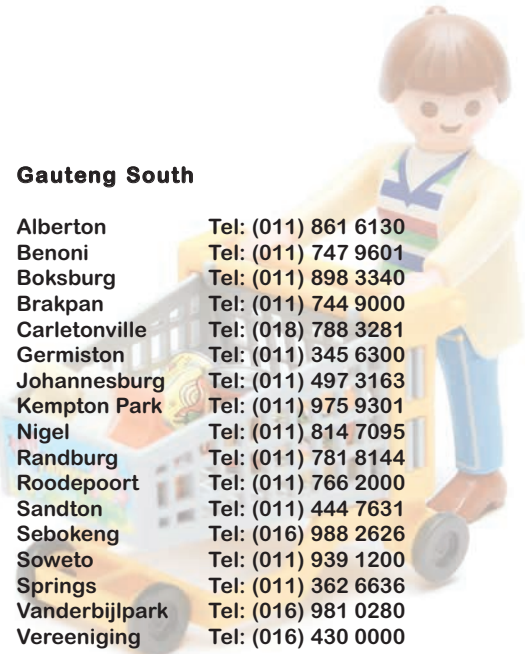 Gauteng South
Alberton Tel: (011) 861 6130
Benoni Tel: (011) 747 9601
Boksburg Tel: (011) 898 3340
Brakpan Tel: (011) 744 9000
Carletonville Tel: (018) 788 3281
Germiston Tel: (011) 345 6300
Johannesburg Tel: (011) 497 3163
Kempton Park Tel: (011) 975 9301
Nigel Tel: (011) 814 7095
Randburg Tel: (011) 781 8144
Roodepoort Tel: (011) 766 2000
Sandton Tel: (011) 444 7631
Sebokeng Tel: (016) 988 2626
Soweto Tel: (011) 939 1200
Springs Tel: (011) 362 6636
Vanderbijlpark Tel: (016) 981 0280
Vereeniging Tel: (016) 430 0000